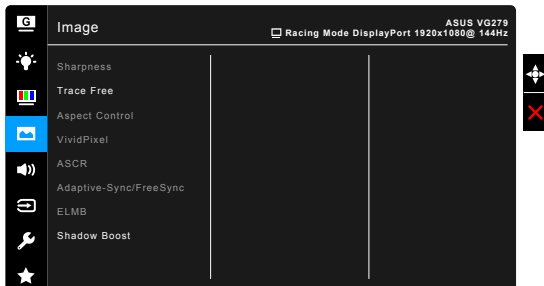 G
Image
ASUS VG279
Racing Mode DisplayPort 1920x1080@ 144Hz
Sharpness
Trace Free
Aspect Control
VividPixel
ASCR
Adaptive-Sync/FreeSync
ELMB
Shadow Boost